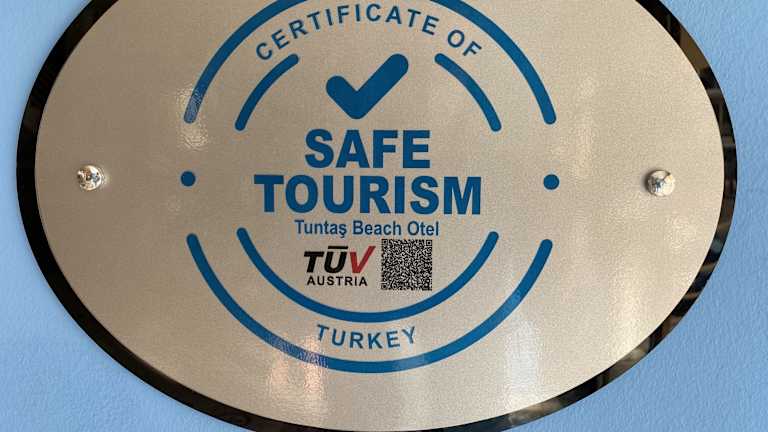 CERTIFICATE OF
SAFE
TOURISM
Tuntaş Beach Otel
TÜV
AUSTRIA
TURKEY